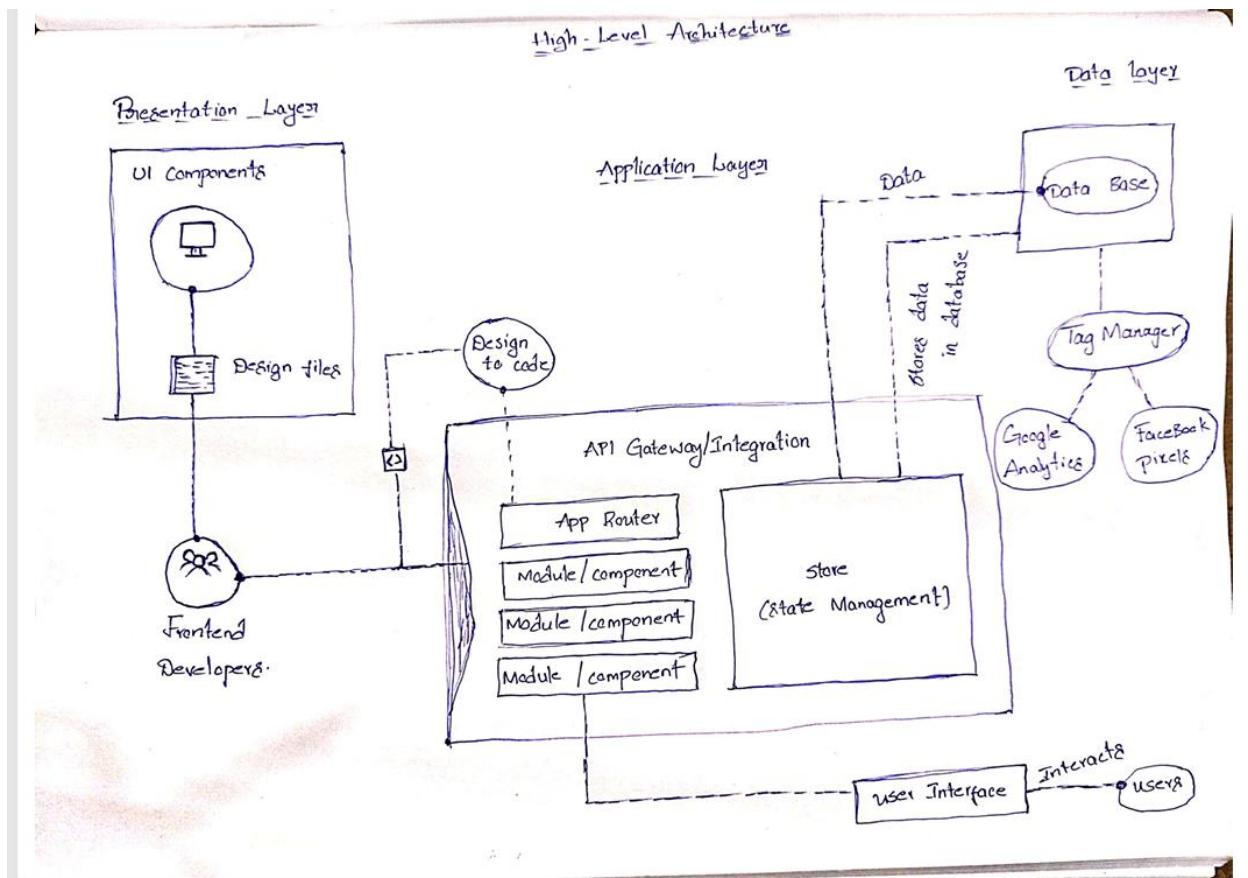 High-Level Architecture
Presentation Layer
UI Components
Design files
Frontend
Developers.
Application Layer
Design
to code
<>
API Gateway/Integration
App Router
Module/component
Module/component
Module/component
Store
(State Management)
Data layer
Data
Data Base
Stores data
in database
Tag Manager
Google
Analytics
FaceBook
pixels
User Interface
Interacts
users